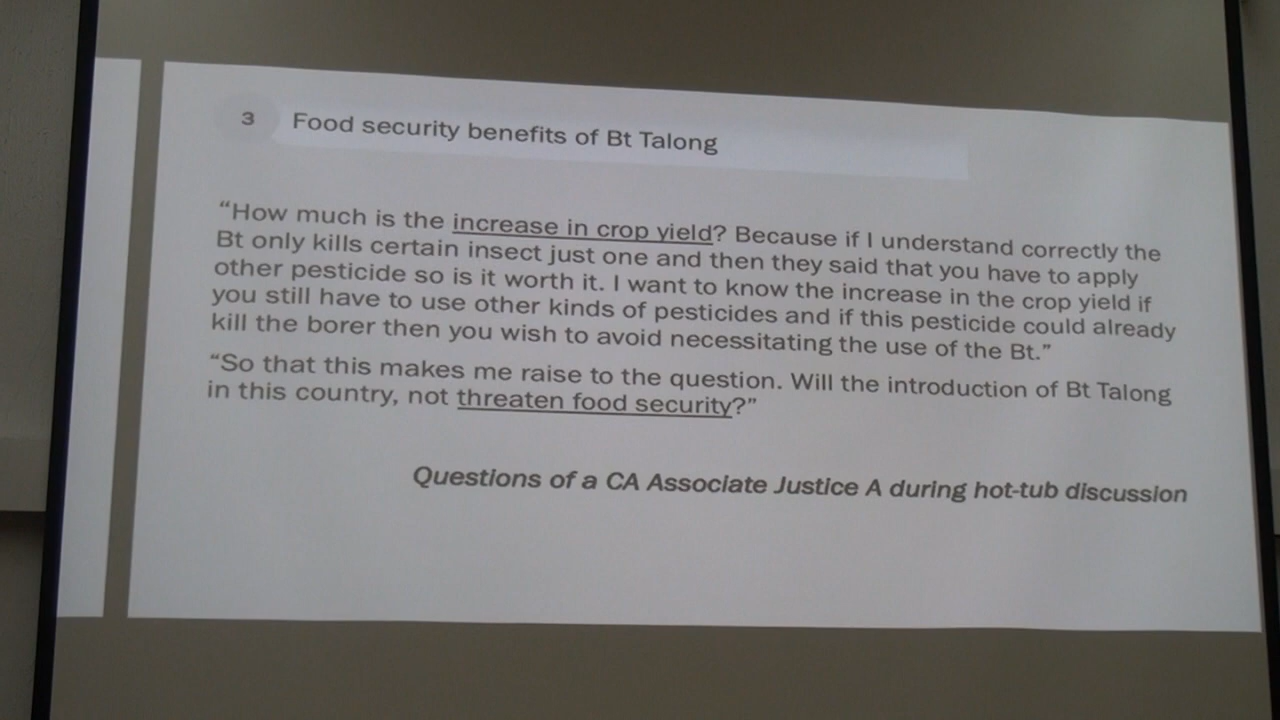 3 Food security benefits of Bt Talong
“How much is the increase in crop yield? Because if I understand correctly the
Bt only kills certain insect just one and then they said that you have to apply
other pesticide so is it worth it. I want to know the increase in the crop yield if
you still have to use other kinds of pesticides and if this pesticide could already
kill the borer then you wish to avoid necessitating the use of the Bt.”
“So that this makes me raise to the question. Will the introduction of Bt Talong
in this country, not threaten food security?”
Questions of a CA Associate Justice A during hot-tub discussion